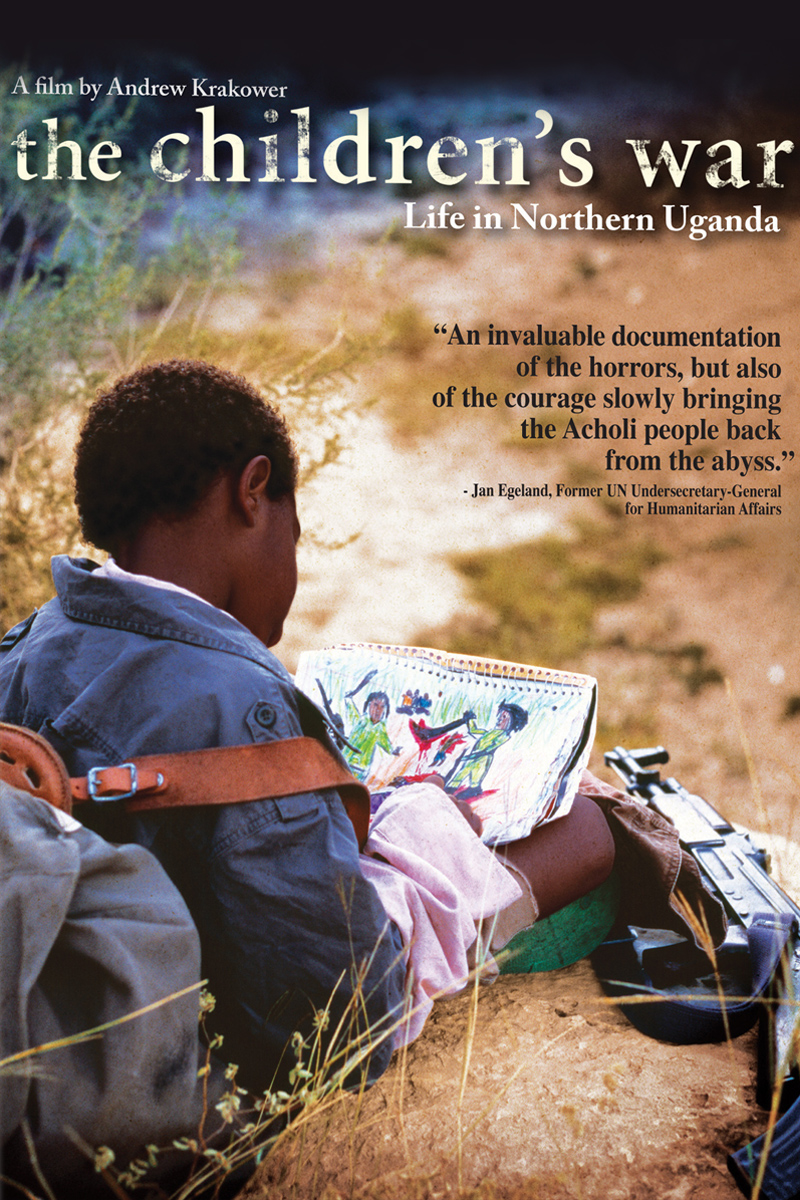 A film by Andrew Krakower
the children's war
Life in Northern Uganda
“An invaluable documentation
of the horrors, but also
of the courage slowly bringing
the Acholi people back
from the abyss.”
- Jan Egeland, Former UN Undersecretary-General
for Humanitarian Affairs